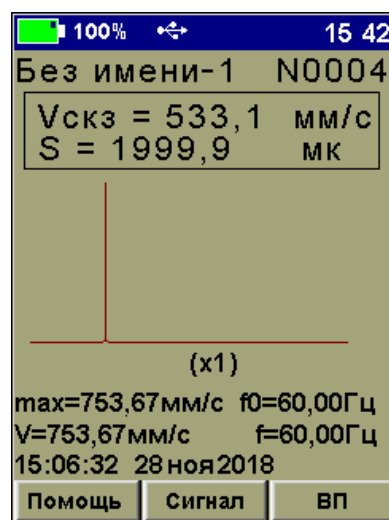 100% 15 42
Без имени-1 N0004
Vскз = 533,1 мм/с
S = 1999,9 мк
(x1)
max=753,67мм/с f0=60,00Гц
V=753,67мм/с f=60,00Гц
15:06:32 28ноя2018
Помощь Сигнал ВП